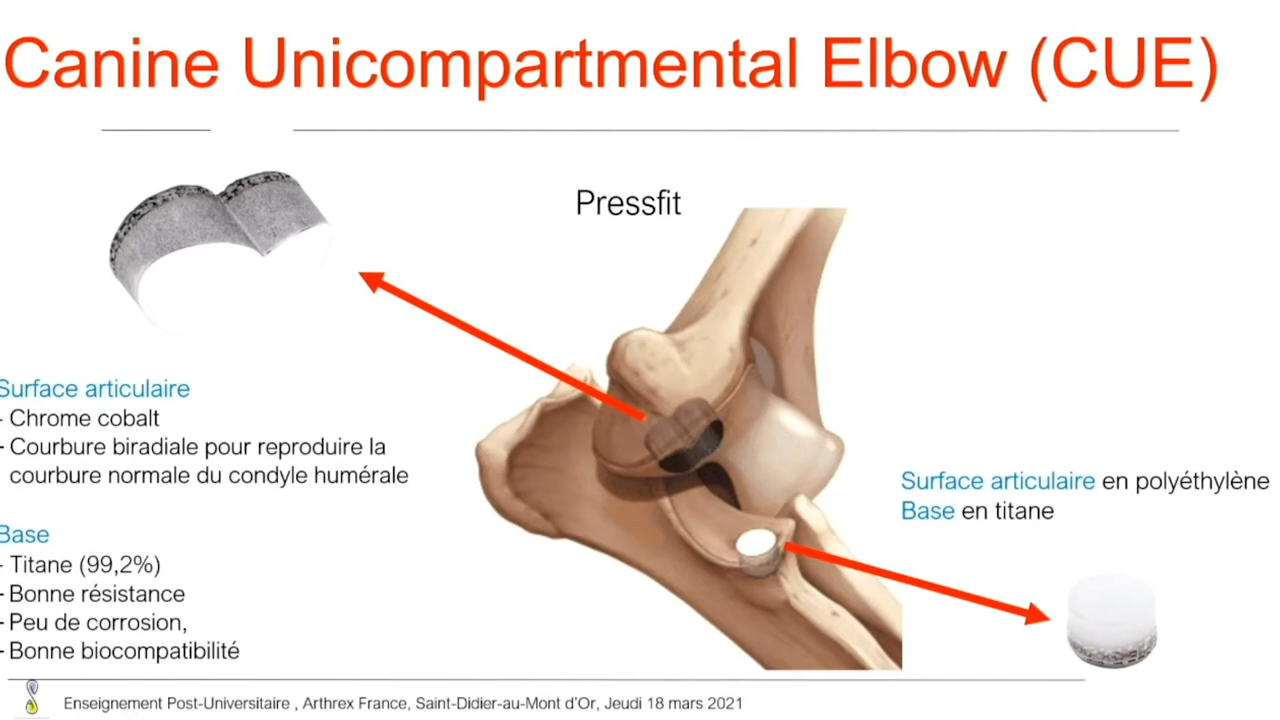 Canine Unicompartmental Elbow (CUE)
Pressfit
Surface articulaire
- Chrome cobalt
- Courbure biradiale pour reproduire la
courbure normale du condyle humérale
Base
- Titane (99,2%)
- Bonne résistance
- Peu de corrosion,
- Bonne biocompatibilité
Surface articulaire en polyéthylène
Base en titane
Enseignement Post-Universitaire , Arthrex France, Saint-Didier-au-Mont d'Or, Jeudi 18 mars 2021